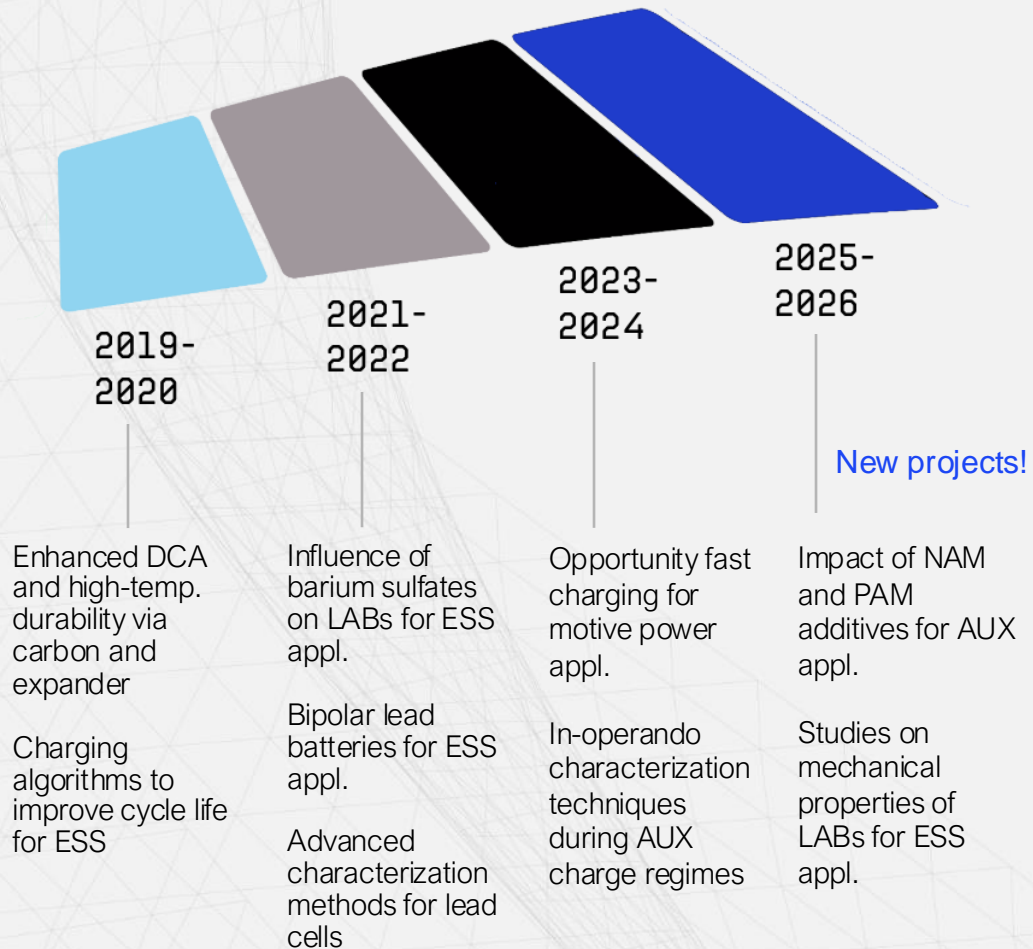 2019-
2020
Enhanced DCA
and high-temp.
durability via
carbon and
expander
Charging
algorithms to
improve cycle life
for ESS
2021-
2022
Influence of
barium sulfates
on LABs for ESS
appl.
Bipolar lead
batteries for ESS
appl.
Advanced
characterization
methods for lead
cells
2023-
2024
Opportunity fast
charging for
motive power
appl.
In-operando
characterization
techniques
during AUX
charge regimes
2025-
2026
New projects!
Impact of NAM
and PAM
additives for AUX
appl.
Studies on
mechanical
properties of
LABs for ESS
appl.